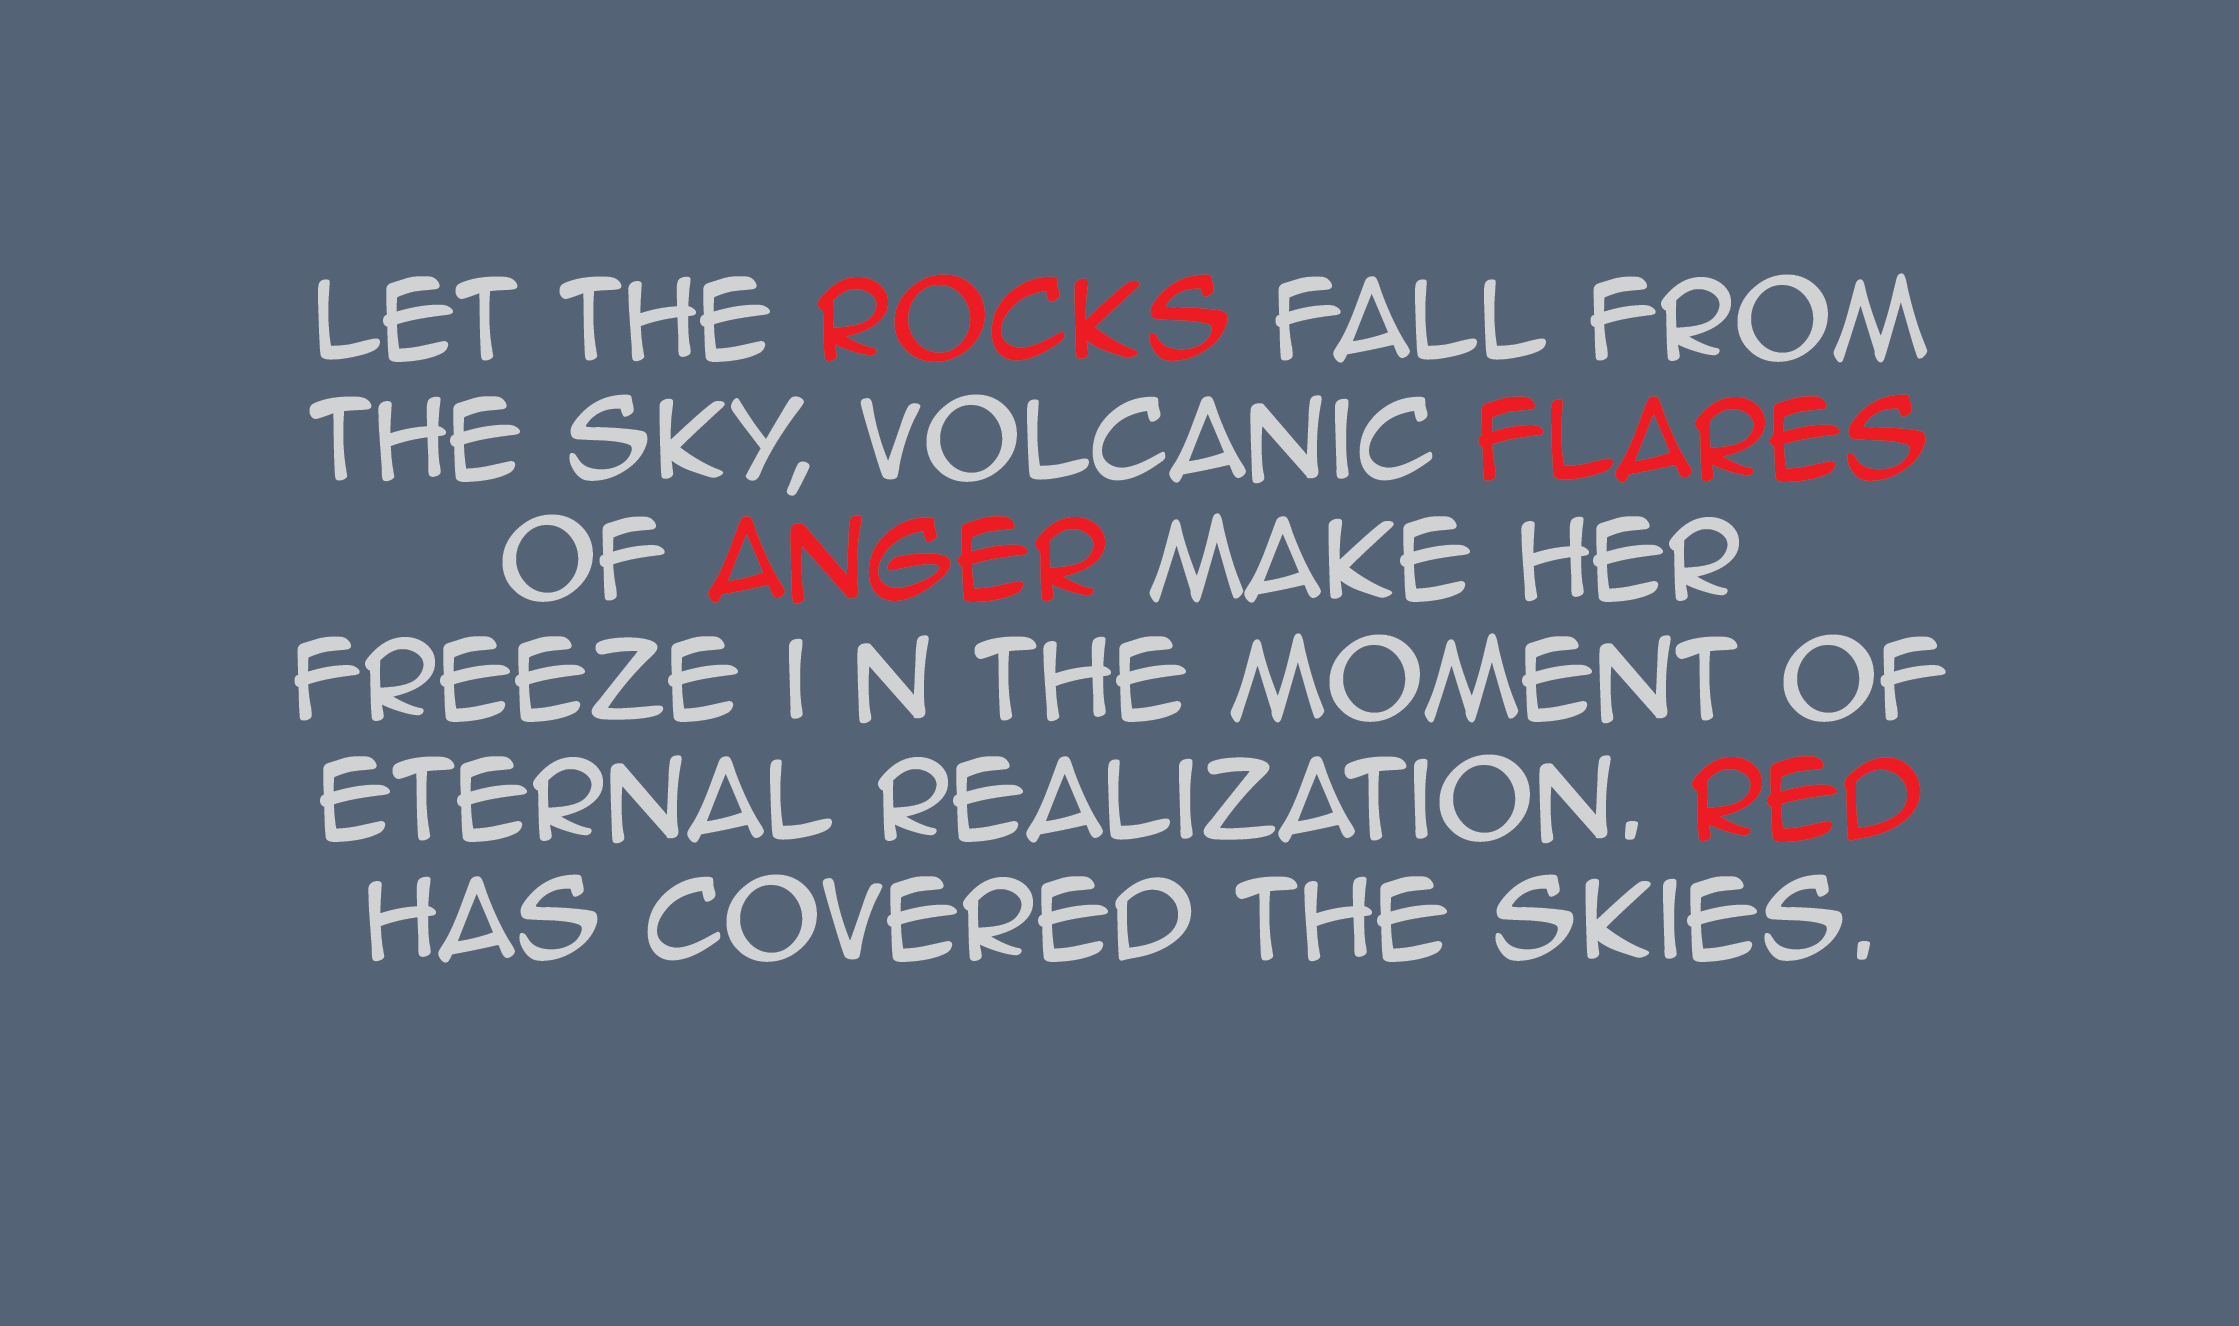 LET THE ROCKS FALL FROM
THE SKY, VOLCANIC FLARES
OF ANGER MAKE HER
FREEZE I N THE MOMENT OF
ETERNAL REALIZATION. RED
HAS COVERED THE SKIES.